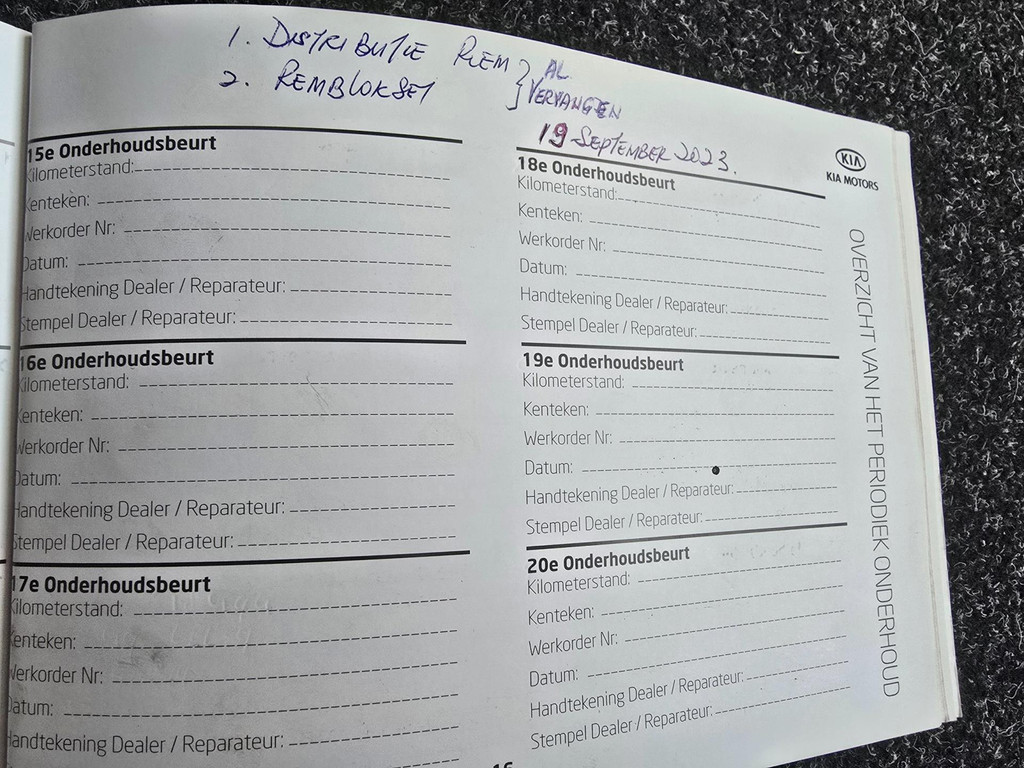 1. DISTRIBUTIE RIEM
2. REMBLOKSET
} AL
VERVANGEN
19 SEPTEMBER 2023.
15e Onderhoudsbeurt
Kilometerstand:
Kenteken:
Werkorder Nr:
Datum:
Handtekening Dealer / Reparateur:
Stempel Dealer / Reparateur:
16e Onderhoudsbeurt
Kilometerstand:
Kenteken:
Werkorder Nr:
Datum:
Handtekening Dealer / Reparateur:
Stempel Dealer / Reparateur:
17e Onderhoudsbeurt
Kilometerstand:
Kenteken:
Werkorder Nr:
Datum:
Handtekening Dealer / Reparateur:
18e Onderhoudsbeurt
Kilometerstand:
Kenteken:
Werkorder Nr:
Datum:
Handtekening Dealer / Reparateur:
Stempel Dealer / Reparateur:
19e Onderhoudsbeurt
Kilometerstand:
Kenteken:
Werkorder Nr:
Datum:
Handtekening Dealer / Reparateur:
Stempel Dealer / Reparateur:
20e Onderhoudsbeurt
Kilometerstand:
Kenteken:
Werkorder Nr:
Datum:
Handtekening Dealer / Reparateur:
Stempel Dealer / Reparateur:
KIA
KIA MOTORS
OVERZICHT VAN HET PERIODIEK ONDERHOUD